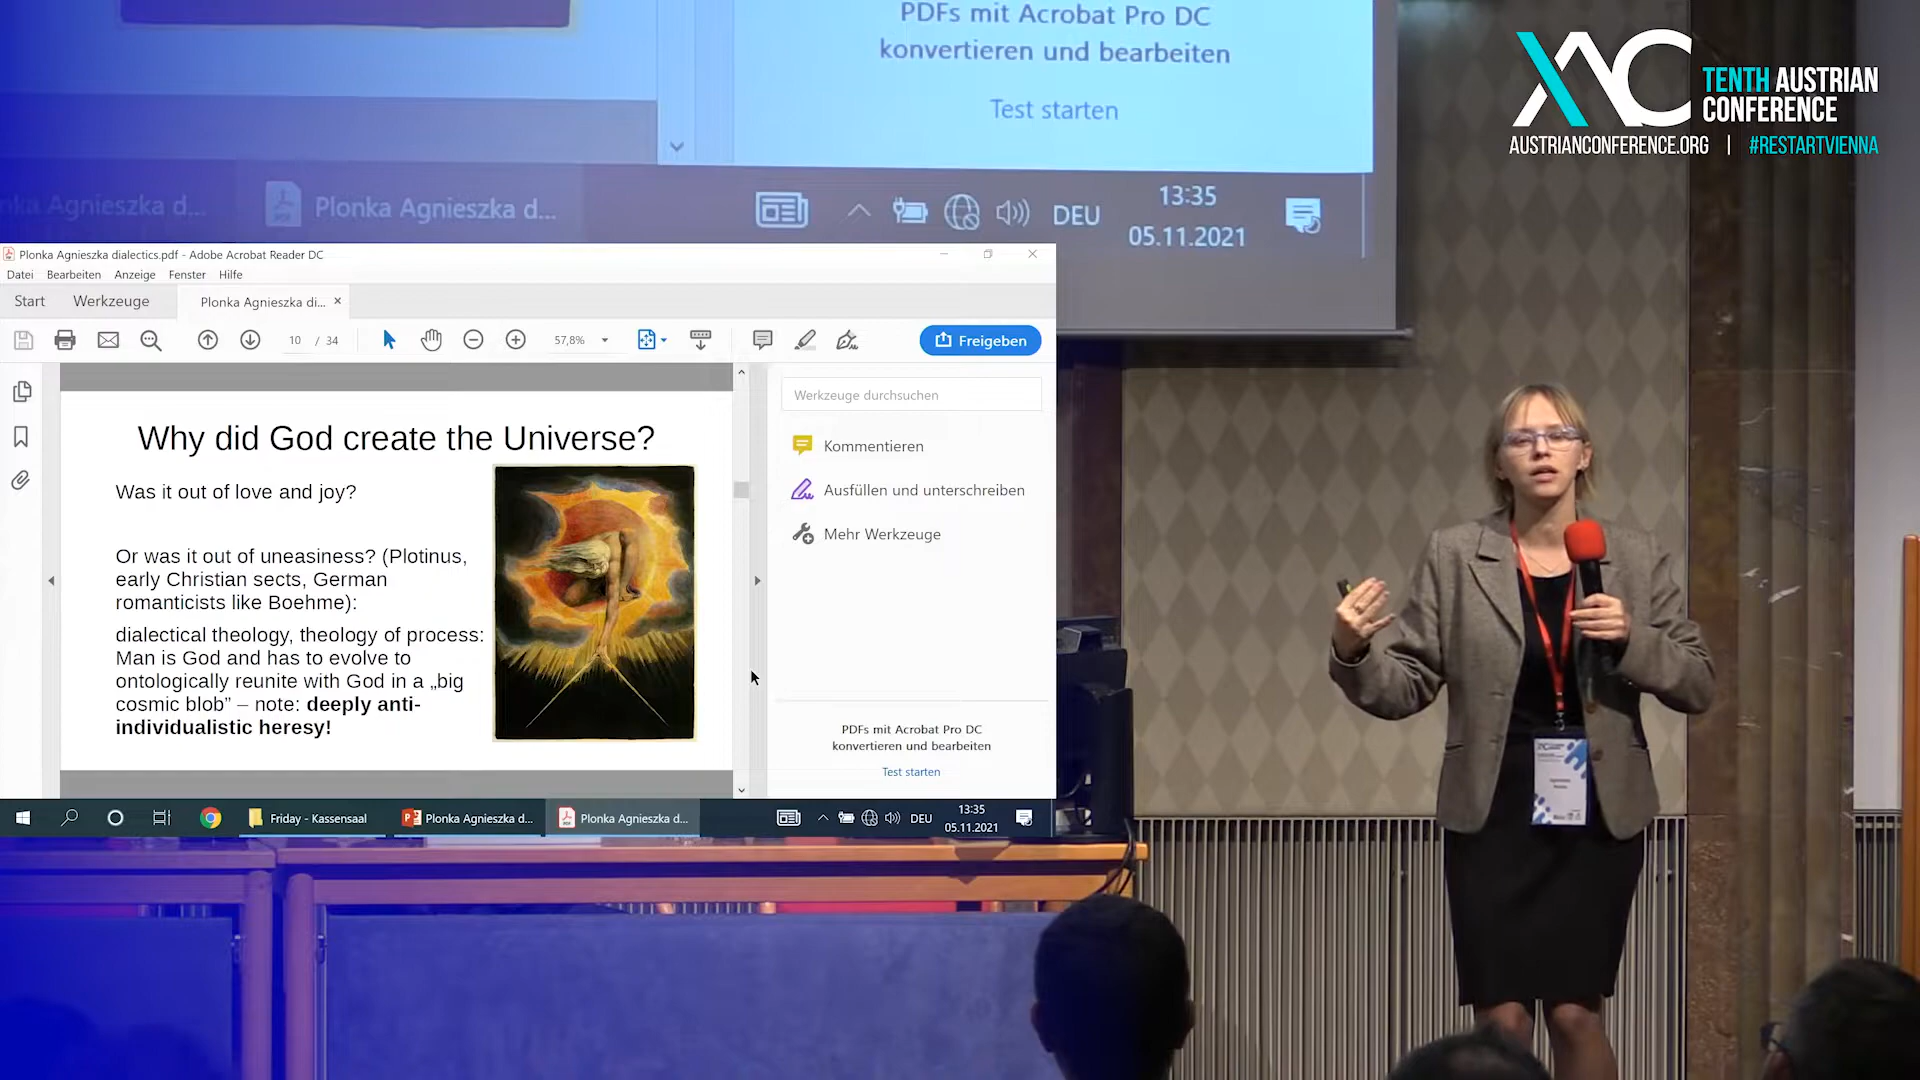 PDFs mit Acrobat Pro DC
konvertieren und bearbeiten
Test starten
TENTH AUSTRIAN
CONFERENCE
AUSTRIANCONFERENCE.ORG | #RESTARTVIENNA
nka Agnieszka d...
Plonka Agnieszka d...
DEU
13:35
05.11.2021
Plonka Agnieszka dialectics.pdf - Adobe Acrobat Reader DC
Datei Bearbeiten Anzeige Fenster Hilfe
Start Werkzeuge Plonka Agnieszka di... ×
10 / 34 57,8% Freigeben
Werkzeuge durchsuchen
Kommentieren
Ausfüllen und unterschreiben
Mehr Werkzeuge
Why did God create the Universe?
Was it out of love and joy?
Or was it out of uneasiness? (Plotinus,
early Christian sects, German
romanticists like Boehme):
dialectical theology, theology of process:
Man is God and has to evolve to
ontologically reunite with God in a „big
cosmic blob” – note: deeply anti-
individualistic heresy!
PDFs mit Acrobat Pro DC
konvertieren und bearbeiten
Test starten
Friday - Kassensaal
Plonka Agnieszka d...
Plonka Agnieszka d...
DEU
13:35
05.11.2021